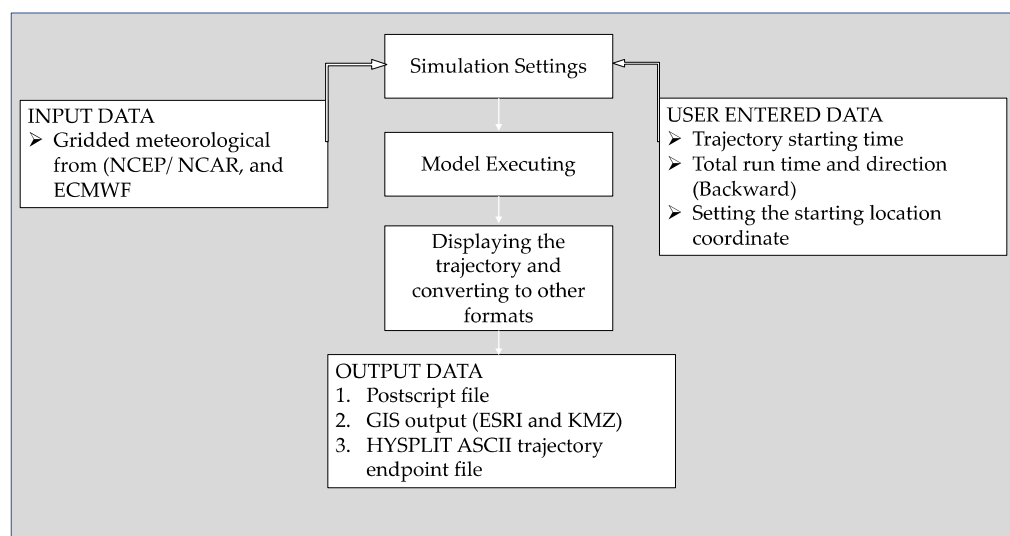 Simulation Settings
INPUT DATA
➢ Gridded meteorological
from (NCEP/ NCAR, and
ECMWF
USER ENTERED DATA
➢ Trajectory starting time
➢ Total run time and direction
(Backward)
➢ Setting the starting location
coordinate
Model Executing
Displaying the
trajectory and
converting to other
formats
OUTPUT DATA
1. Postscript file
2. GIS output (ESRI and KMZ)
3. HYSPLIT ASCII trajectory
endpoint file